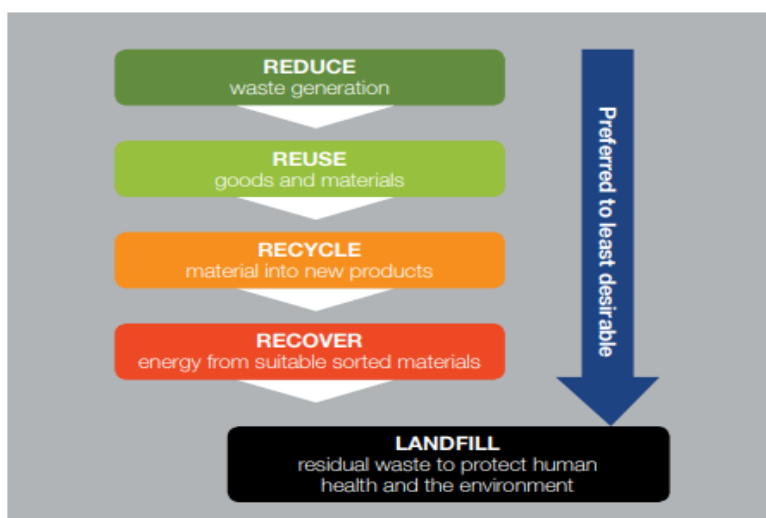 REDUCE
waste generation
REUSE
goods and materials
RECYCLE
material into new products
RECOVER
energy from suitable sorted materials
LANDFILL
residual waste to protect human
health and the environment
Preferred to least desirable